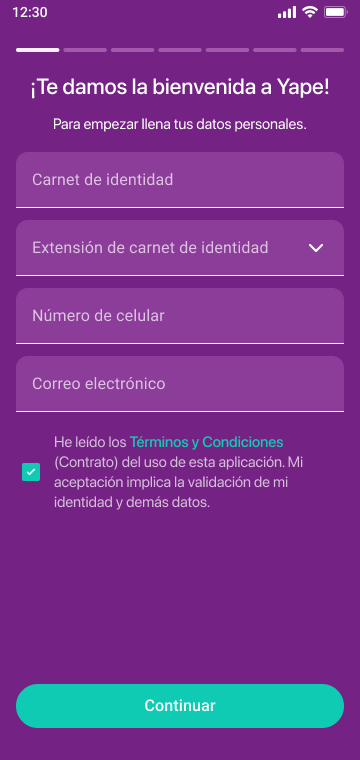 12:30
¡Te damos la bienvenida a Yape!
Para empezar llena tus datos personales.
Carnet de identidad
Extensión de carnet de identidad
Número de celular
Correo electrónico
He leído los Términos y Condiciones
(Contrato) del uso de esta aplicación. Mi
aceptación implica la validación de mi
identidad y demás datos.
Continuar